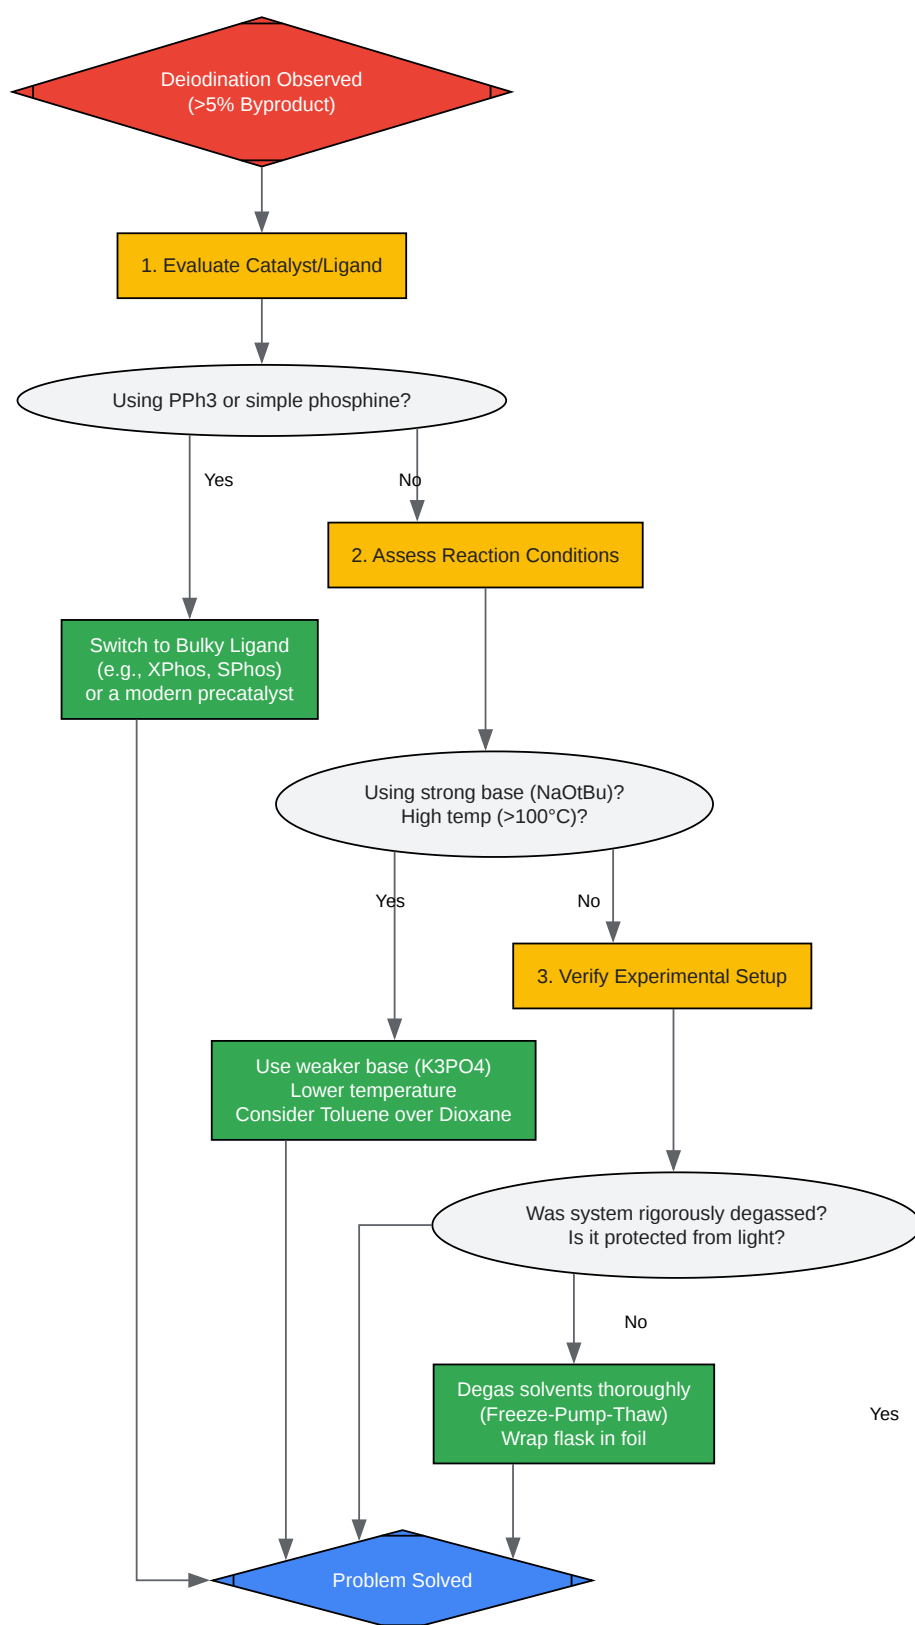 Deiodination Observed
(>5% Byproduct)
1. Evaluate Catalyst/Ligand
Using PPh3 or simple phosphine?
Yes
No
2. Assess Reaction Conditions
Switch to Bulky Ligand
(e.g., XPhos, SPhos)
or a modern precatalyst
Using strong base (NaOtBu)?
High temp (>100°C)?
Yes
No
3. Verify Experimental Setup
Use weaker base (K3PO4)
Lower temperature
Consider Toluene over Dioxane
Was system rigorously degassed?
Is it protected from light?
No
Degas solvents thoroughly
(Freeze-Pump-Thaw)
Wrap flask in foil
Yes
Problem Solved